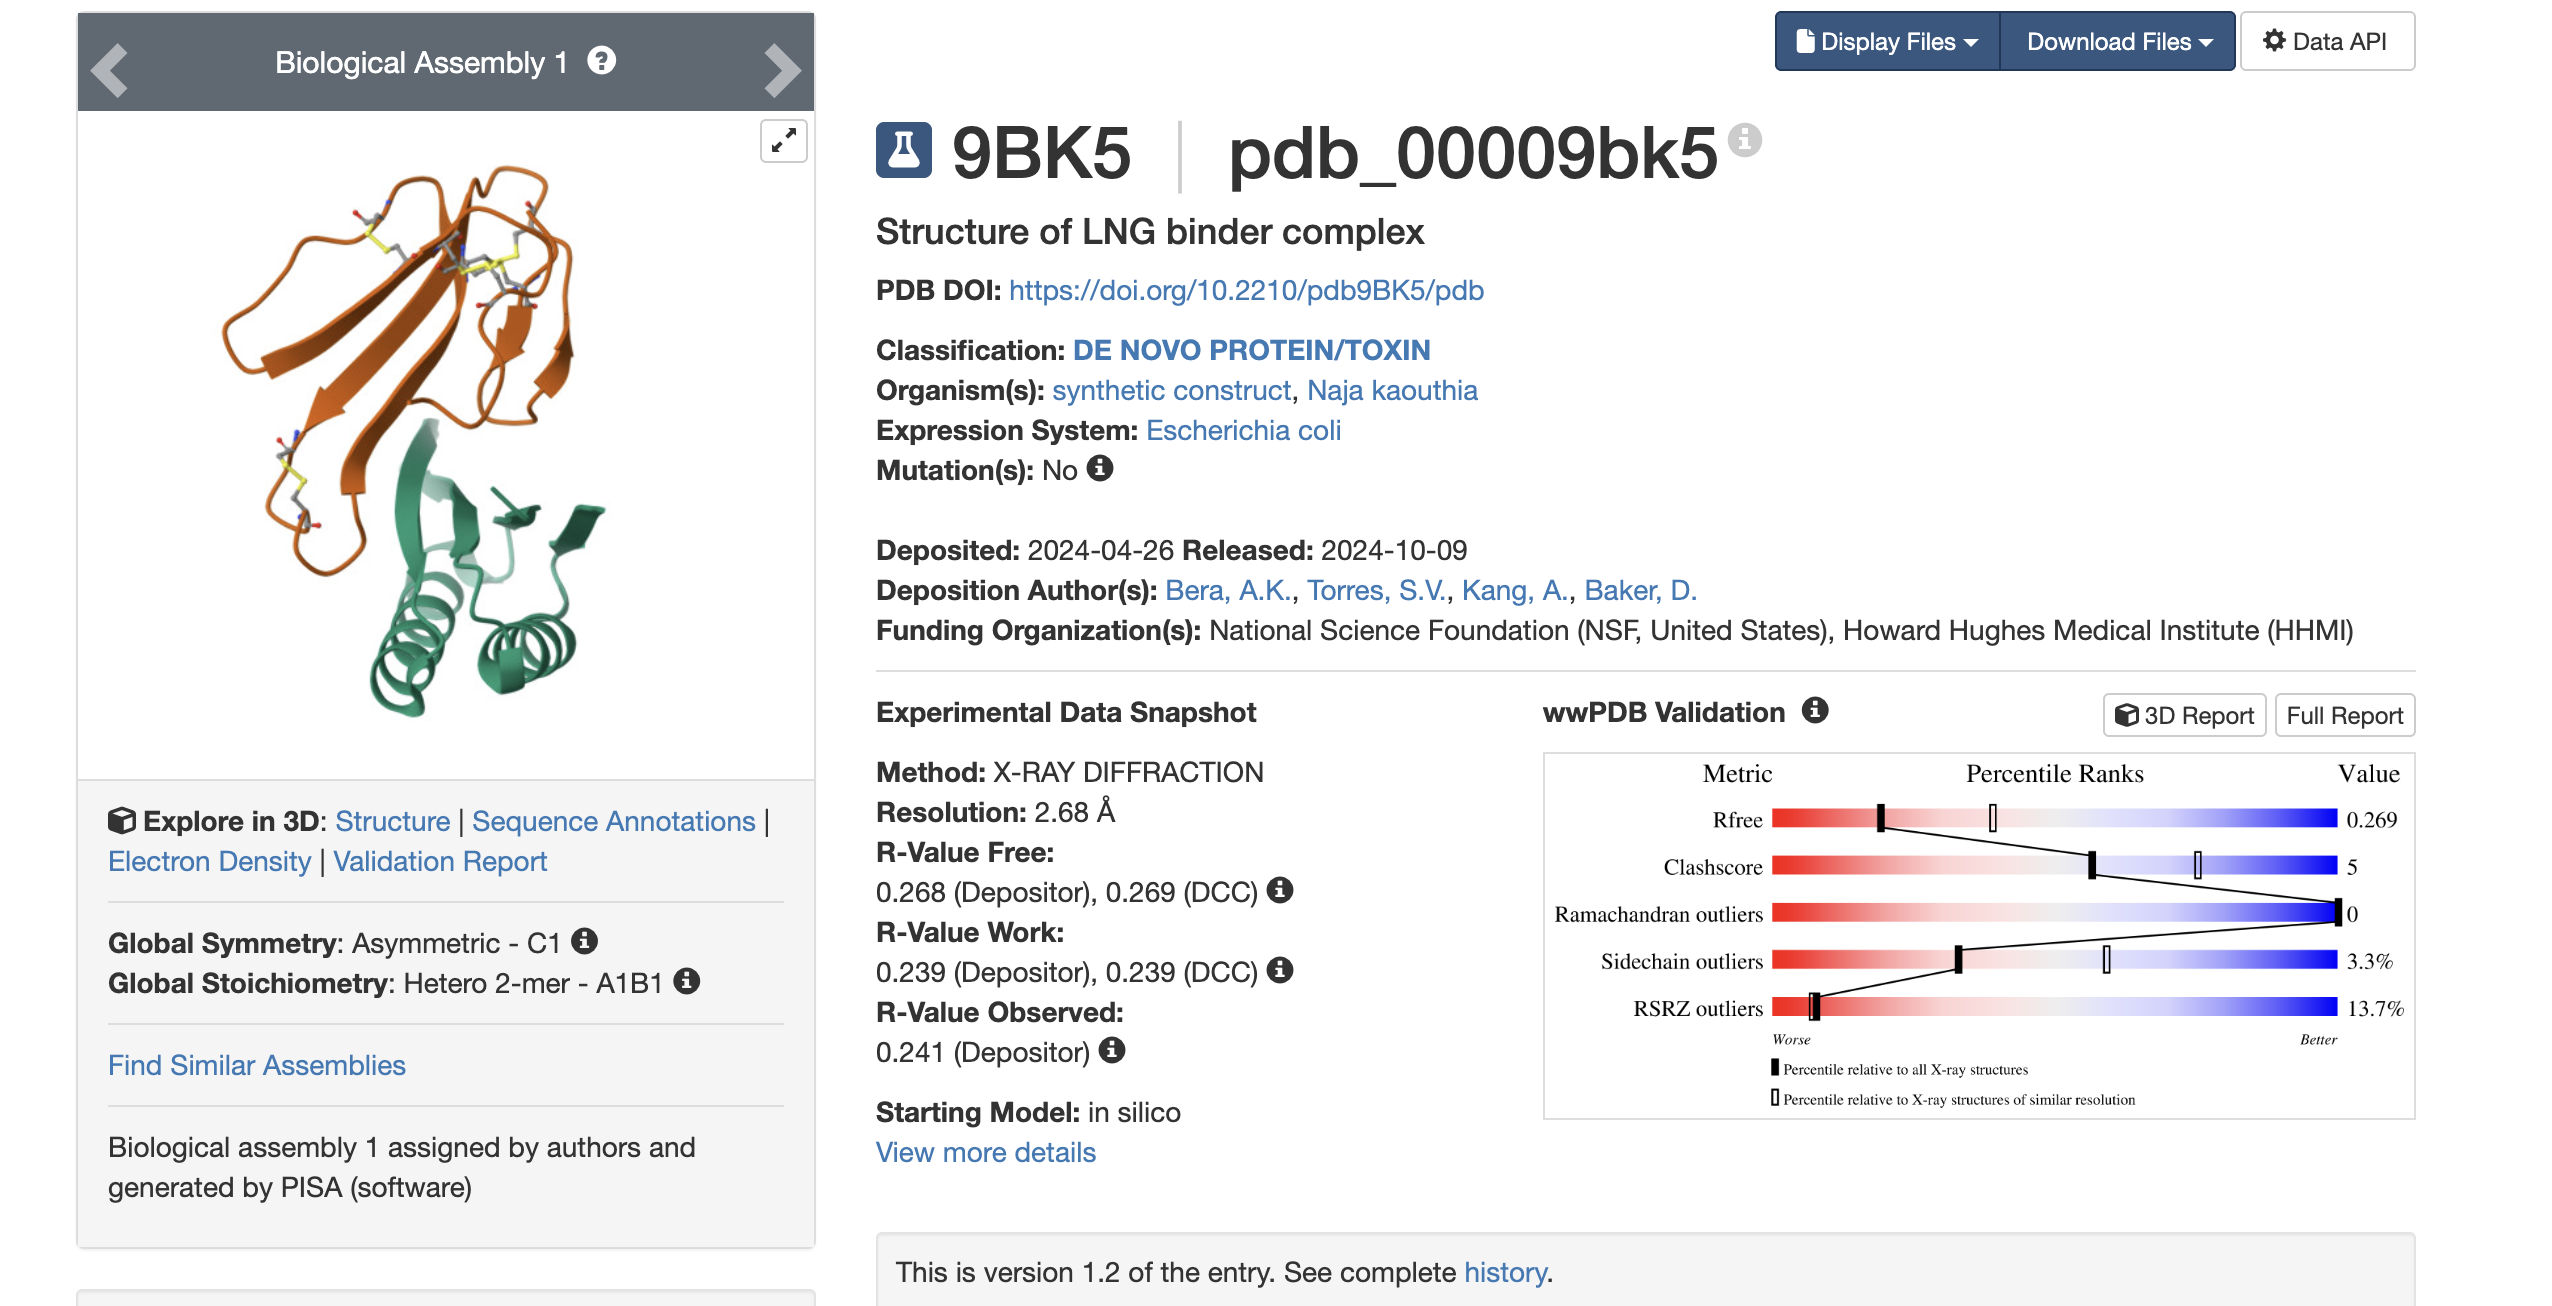 Biological Assembly 1
Display Files
Download Files
Data API
9BK5 | pdb_00009bk5
Structure of LNG binder complex
PDB DOI: https://doi.org/10.2210/pdb9BK5/pdb
Classification: DE NOVO PROTEIN/TOXIN
Organism(s): synthetic construct, Naja kaouthia
Expression System: Escherichia coli
Mutation(s): No
Deposited: 2024-04-26 Released: 2024-10-09
Deposition Author(s): Bera, A.K., Torres, S.V., Kang, A., Baker, D.
Funding Organization(s): National Science Foundation (NSF, United States), Howard Hughes Medical Institute (HHMI)
Explore in 3D: Structure | Sequence Annotations |
Electron Density | Validation Report
Global Symmetry: Asymmetric - C1
Global Stoichiometry: Hetero 2-mer - A1B1
Find Similar Assemblies
Biological assembly 1 assigned by authors and
generated by PISA (software)
Experimental Data Snapshot
Method: X-RAY DIFFRACTION
Resolution: 2.68 Å
R-Value Free:
0.268 (Depositor), 0.269 (DCC)
R-Value Work:
0.239 (Depositor), 0.239 (DCC)
R-Value Observed:
0.241 (Depositor)
Starting Model: in silico
View more details
wwPDB Validation
3D Report
Full Report
Metric Percentile Ranks Value
Rfree 0.269
Clashscore 5
Ramachandran outliers 0
Sidechain outliers 3.3%
RSRZ outliers 13.7%
Worse Better
Percentile relative to all X-ray structures
Percentile relative to X-ray structures of similar resolution
This is version 1.2 of the entry. See complete history.